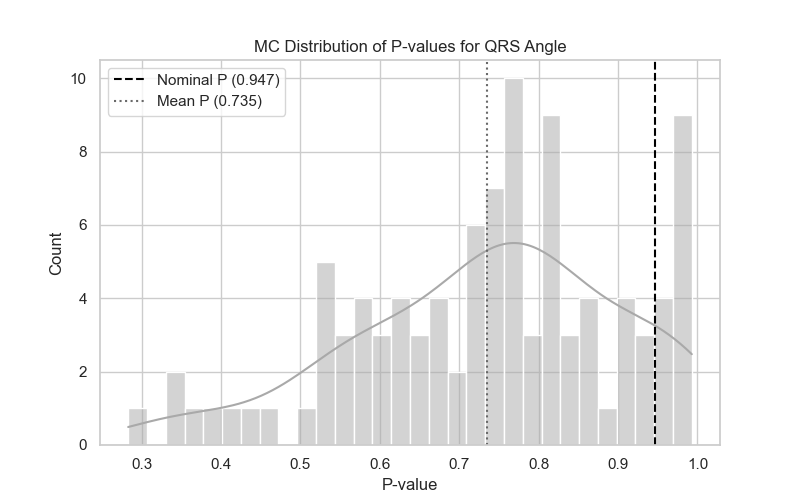 MC Distribution of P-values for QRS Angle
Nominal P (0.947)
Mean P (0.735)
Count
10
8
6
4
2
0
0.3 0.4 0.5 0.6 0.7 0.8 0.9 1.0
P-value